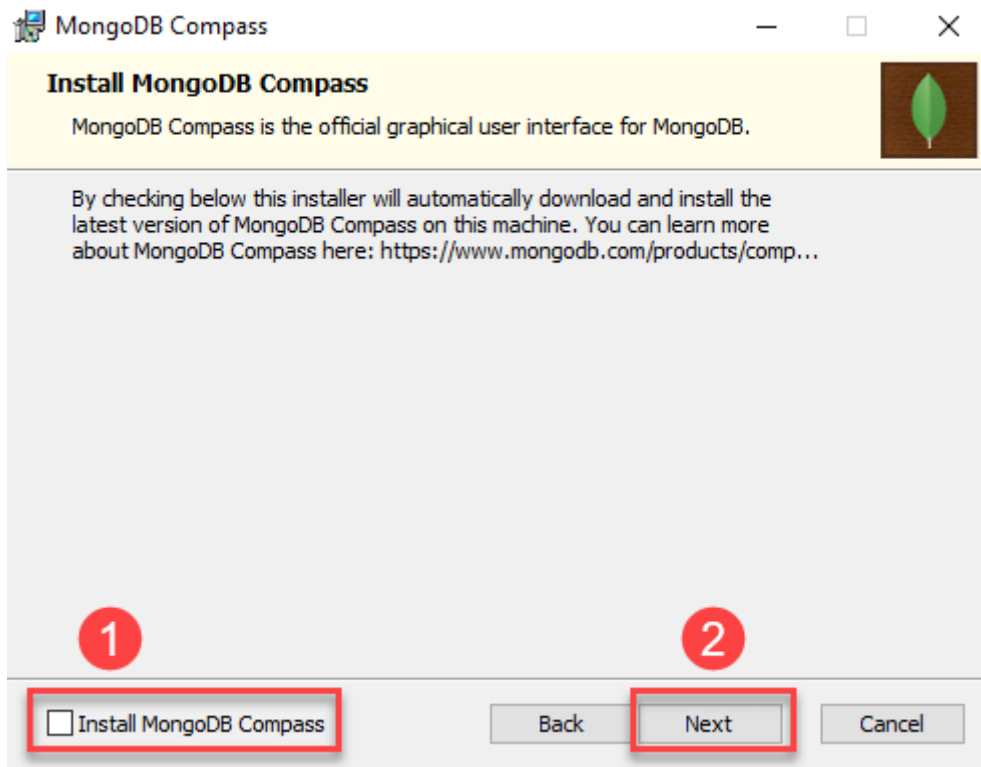 MongoDB Compass
Install MongoDB Compass
MongoDB Compass is the official graphical user interface for MongoDB.
By checking below this installer will automatically download and install the
latest version of MongoDB Compass on this machine. You can learn more
about MongoDB Compass here: https://www.mongodb.com/products/comp...
1
2
Install MongoDB Compass
Back
Next
Cancel